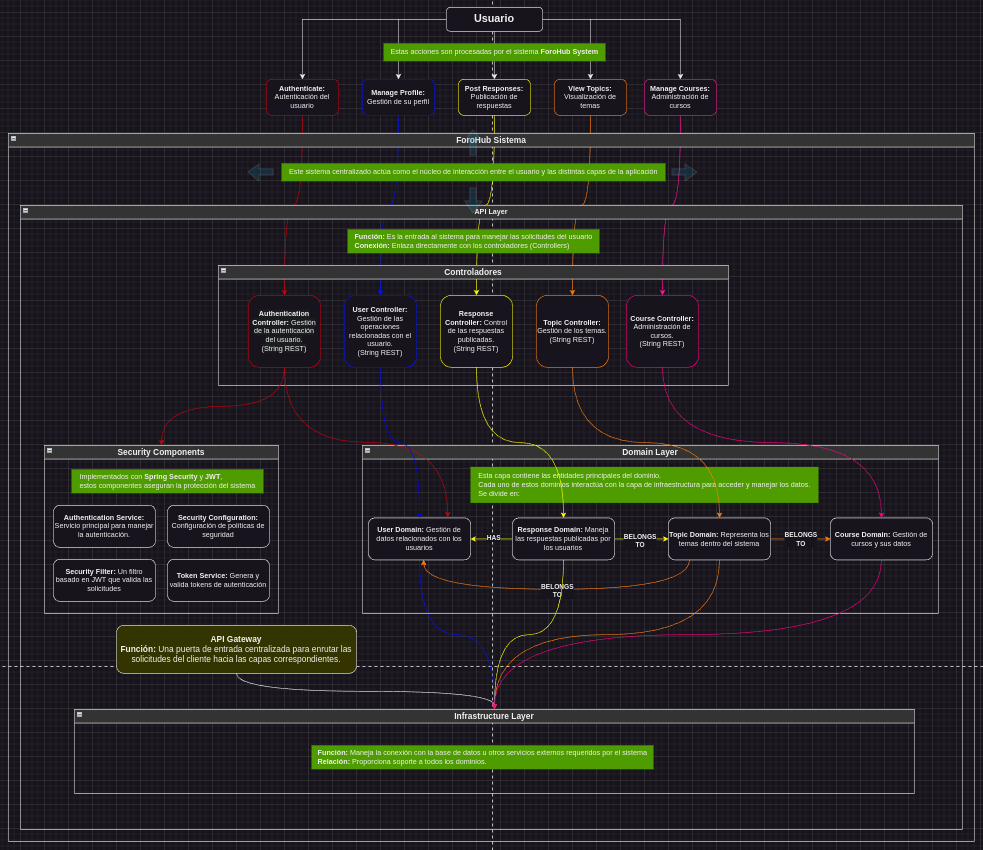 Usuario
Estas acciones son procesadas por el sistema ForoHub System
Authenticate:
Autenticación del
usuario
Manage Profile:
Gestión de su perfil
Post Responses:
Publicación de
respuestas
View Topics:
Visualización de
temas
Manage Courses:
Administración de
cursos
ForoHub Sistema
Este sistema centralizado actúa como el núcleo de interacción entre el usuario y las distintas capas de la aplicación
API Layer
Función: Es la entrada al sistema para manejar las solicitudes del usuario
Conexión: Enlaza directamente con los controladores (Controllers)
Controladores
Authentication
Controller: Gestión
de la autenticación
del usuario.
(String REST)
User Controller:
Gestión de las
operaciones
relacionadas con el
usuario.
(String REST)
Response
Controller: Control
de las respuestas
publicadas.
(String REST)
Topic Controller:
Gestión de los temas.
(String REST)
Course Controller:
Administración de
cursos.
(String REST)
Security Components
Implementados con Spring Security y JWT,
estos componentes aseguran la protección del sistema
Authentication Service:
Servicio principal para manejar
la autenticación.
Security Configuration:
Configuración de políticas de
seguridad
Security Filter: Un filtro
basado en JWT que valida las
solicitudes
Token Service: Genera y
valida tokens de autenticación
Domain Layer
Esta capa contiene las entidades principales del dominio.
Cada uno de estos dominios interactúa con la capa de infraestructura para acceder y manejar los datos.
Se divide en:
User Domain: Gestión de
datos relacionados con los
usuarios
HAS
Response Domain: Maneja
las respuestas publicadas por
los usuarios
BELONGS
TO
Topic Domain: Representa los
temas dentro del sistema
BELONGS
TO
Course Domain: Gestión de
cursos y sus datos
BELONGS
TO
API Gateway
Función: Una puerta de entrada centralizada para enrutar las
solicitudes del cliente hacia las capas correspondientes.
Infrastructure Layer
Función: Maneja la conexión con la base de datos u otros servicios externos requeridos por el sistema
Relación: Proporciona soporte a todos los dominios.